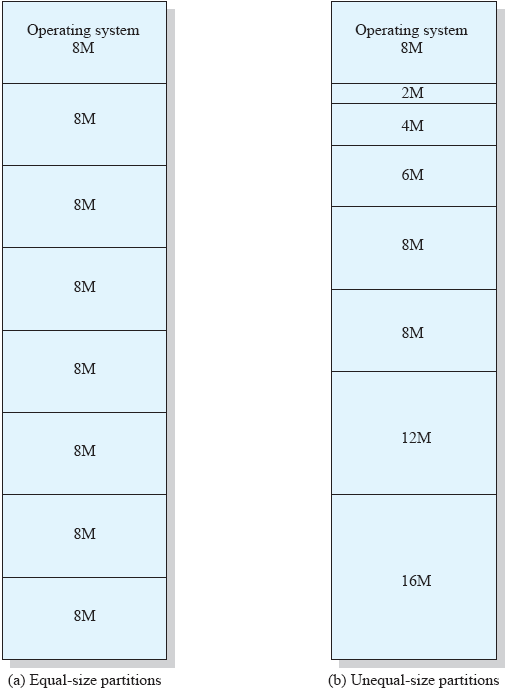 Operating system
8M
8M
8M
8M
8M
8M
8M
8M
(a) Equal-size partitions
Operating system
8M
2M
4M
6M
8M
8M
12M
16M
(b) Unequal-size partitions